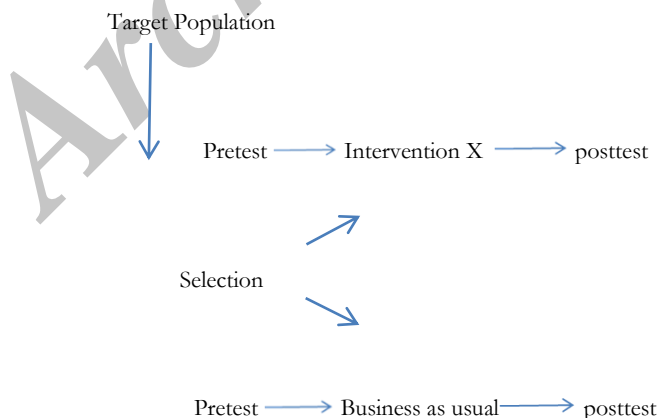 Target Population
Pretest Intervention X posttest
Selection
Pretest Business as usual posttest